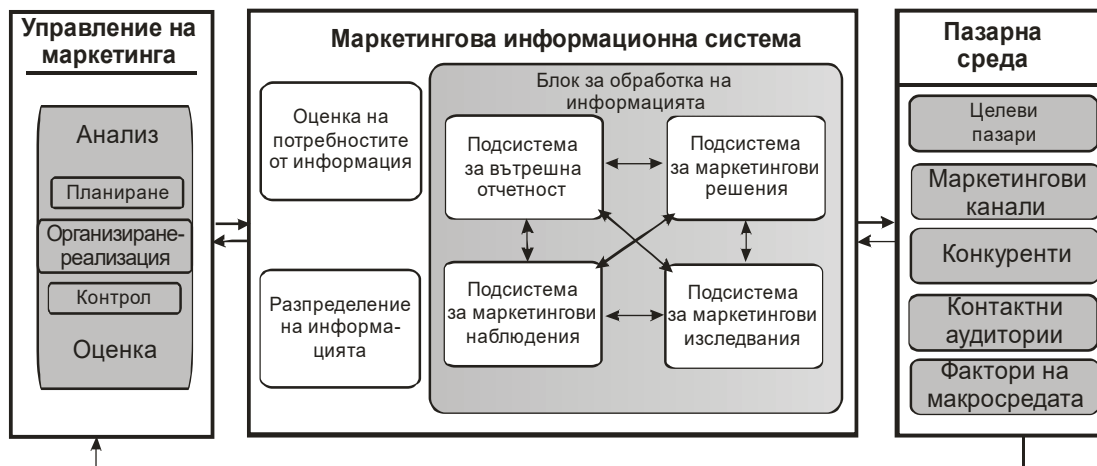 Управление на
маркетинга
Анализ
Планиране
Организиране-
реализация
Контрол
Оценка
Маркетингова информационна система
Оценка на
потребностите
от информация
Разпределение
на информа-
цията
Блок за обработка на
информацията
Подсистема
за вътрешна
отчетност
Подсистема
за маркетингови
решения
Подсистема
за маркетингови
наблюдения
Подсистема
за маркетингови
изследвания
Пазарна
среда
Целеви
пазари
Маркетингови
канали
Конкуренти
Контактни
аудитории
Фактори на
макросредата